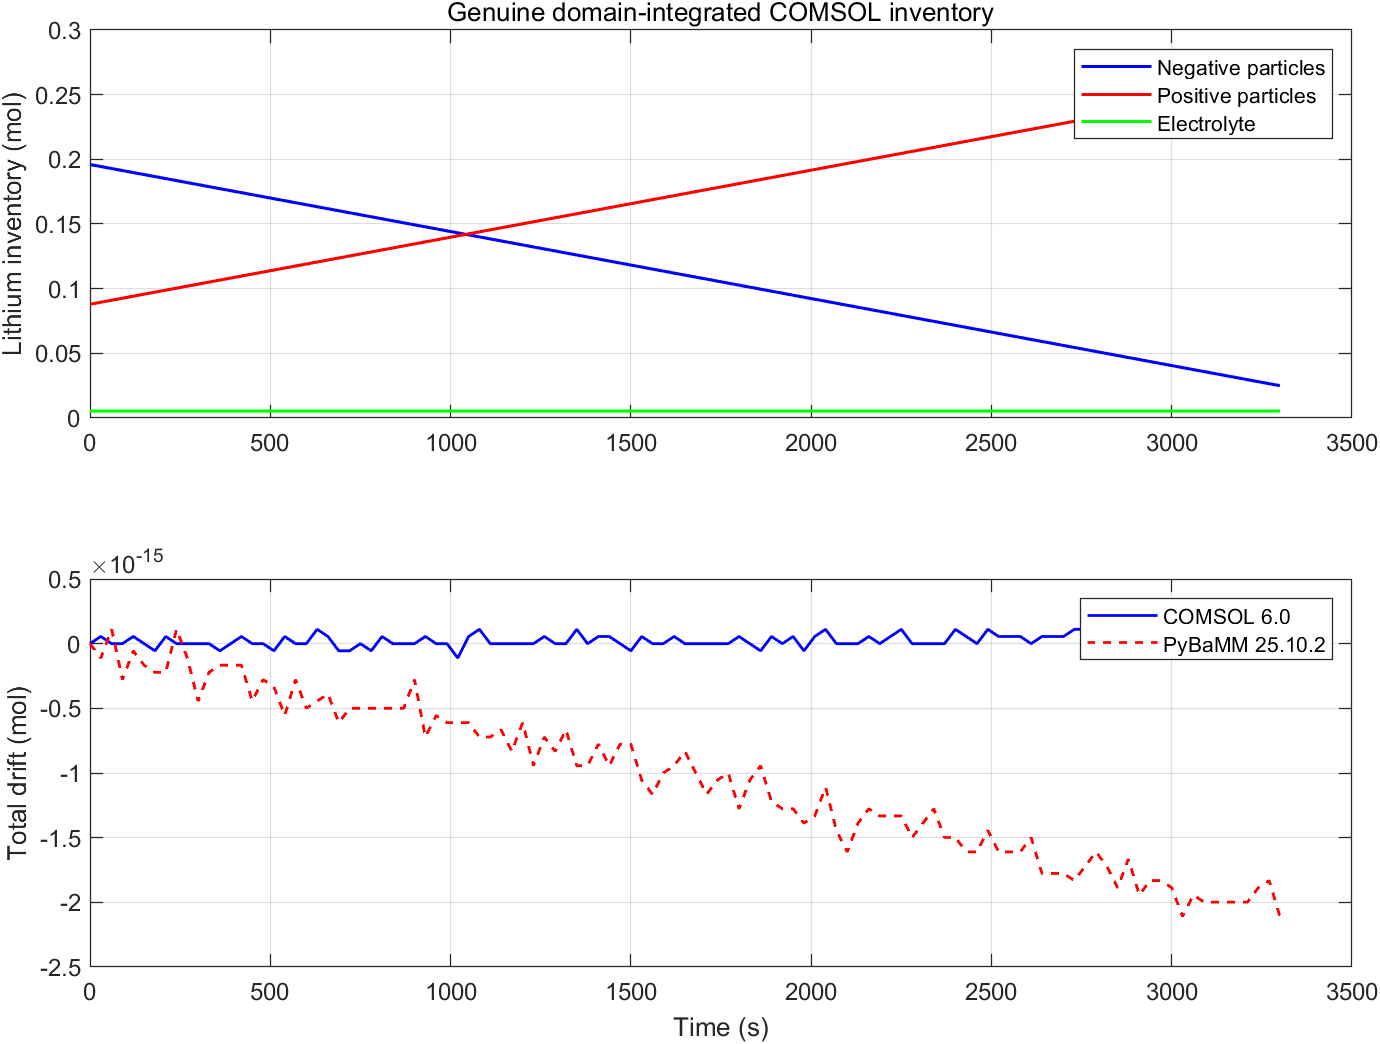 Genuine domain-integrated COMSOL inventory
Lithium inventory (mol)
0.3
0.25
0.2
0.15
0.1
0.05
0
Negative particles
Positive particles
Electrolyte
0 500 1000 1500 2000 2500 3000 3500
×10-15
Total drift (mol)
0.5
0
-0.5
-1
-1.5
-2
-2.5
COMSOL 6.0
PyBaMM 25.10.2
0 500 1000 1500 2000 2500 3000 3500
Time (s)